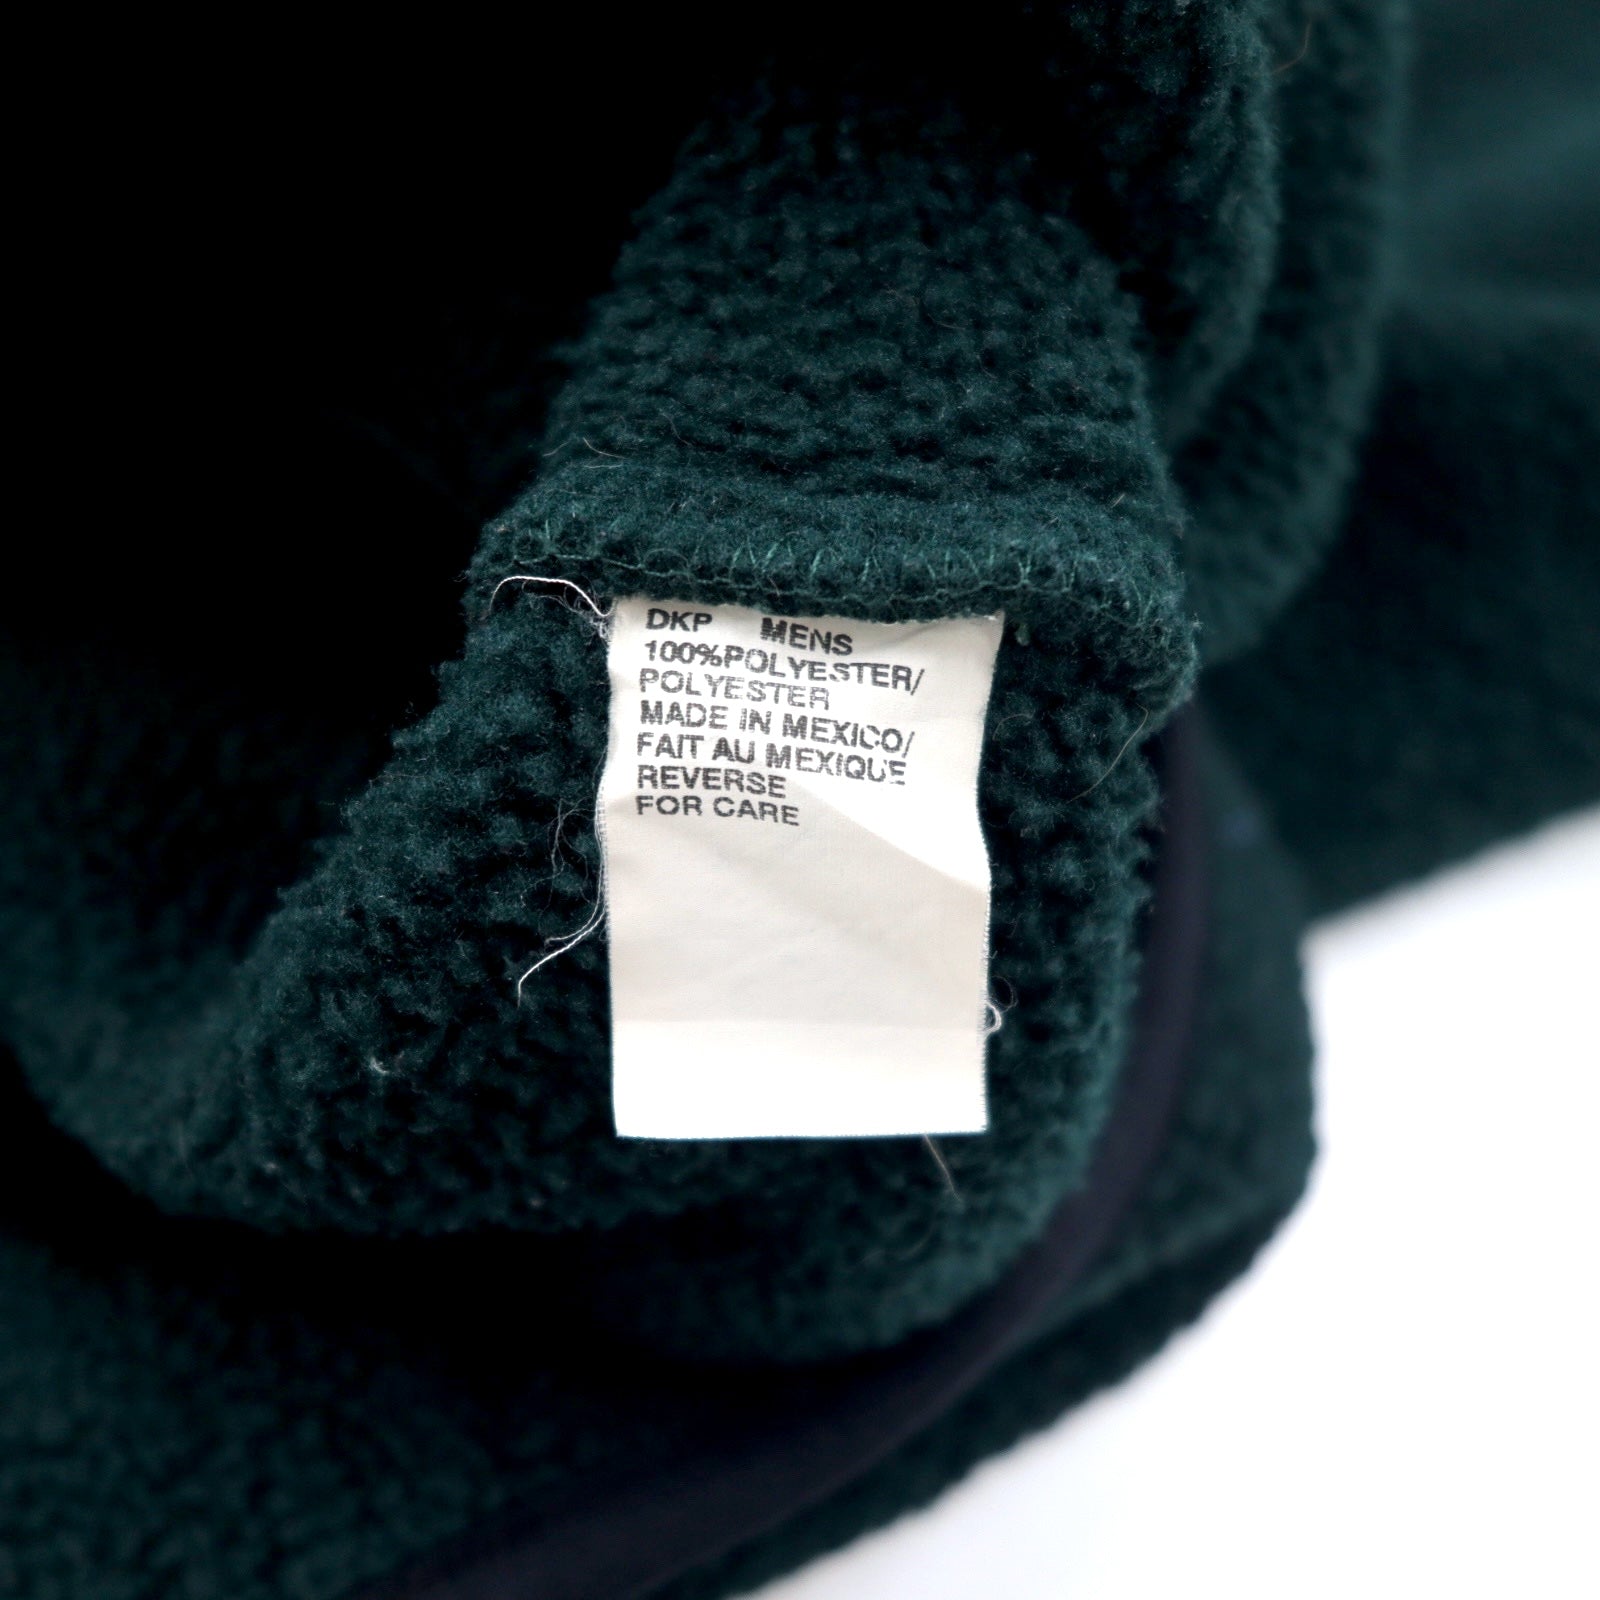 DKP MENS
100%POLYESTER/
POLYESTER
MADE IN MEXICO/
FAIT AU MEXIQUE
REVERSE
FOR CARE